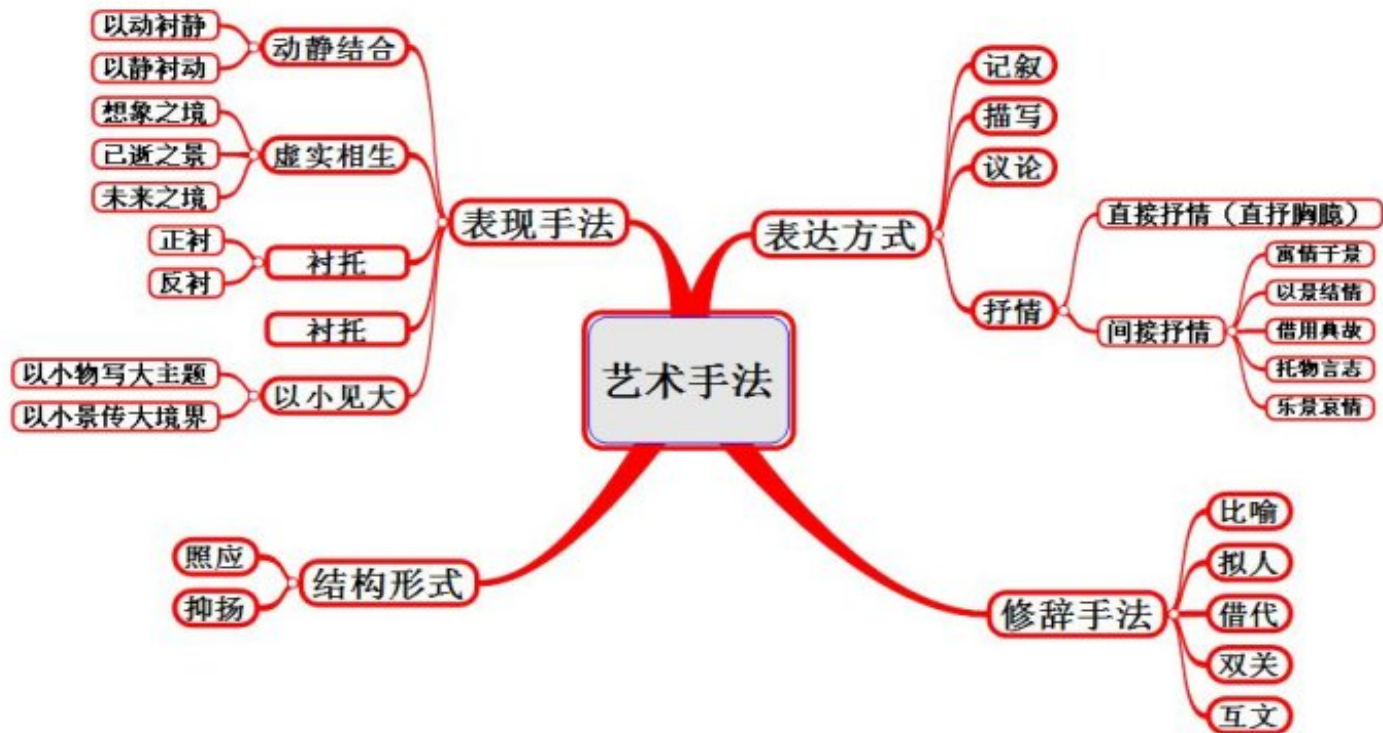 艺术手法
表现手法
动静结合
以动衬静
以静衬动
虚实相生
想象之境
已逝之景
未来之境
衬托
正衬
反衬
衬托
以小见大
以小物写大主题
以小景传大境界
结构形式
照应
抑扬
表达方式
记叙
描写
议论
抒情
直接抒情（直抒胸臆）
间接抒情
寓情于景
以景结情
借用典故
托物言志
乐景哀情
修辞手法
比喻
拟人
借代
双关
互文